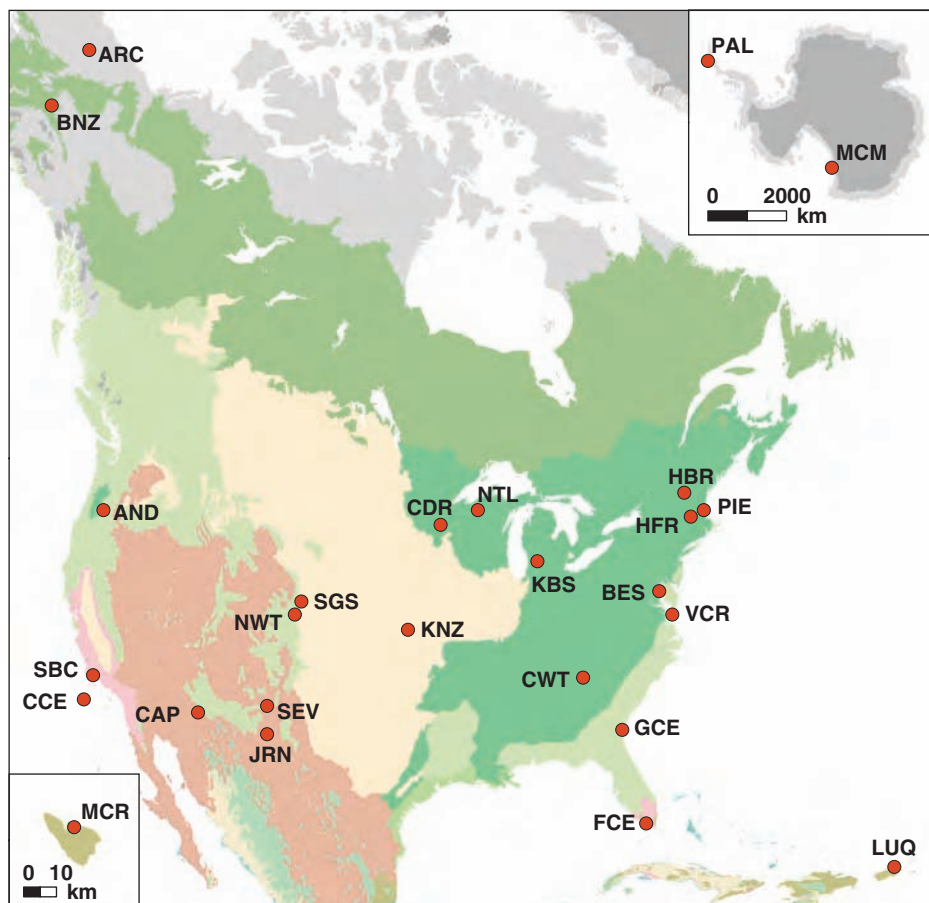 ARC
PAL
BNZ
MCM
0 2000
km
HBR
NTL
PIE
AND
CDR
HFR
KBS
BES
SGS
VCR
NWT
KNZ
SBC
CWT
CCE
CAP
SEV
GCE
JRN
MCR
FCE
LUQ
0 10
km